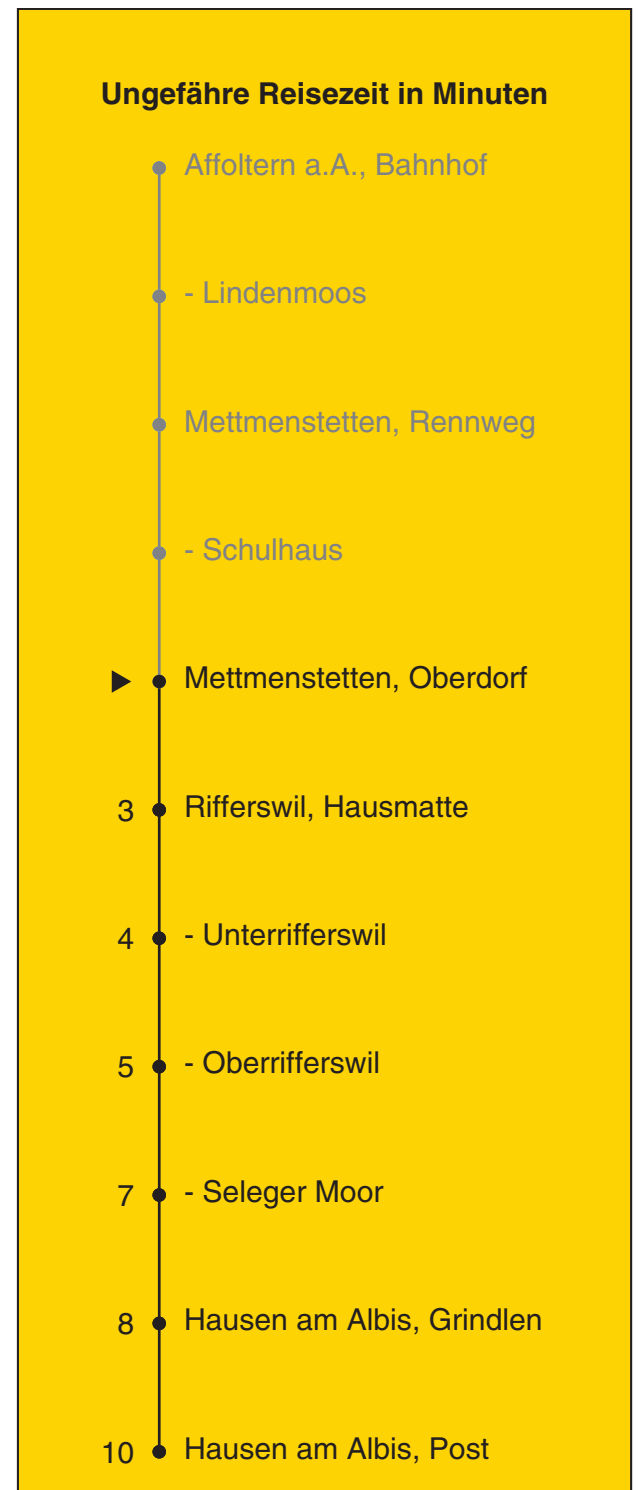 Ungefähre Reisezeit in Minuten
Affoltern a.A., Bahnhof
- Lindenmoos
Mettmenstetten, Rennweg
- Schulhaus
Mettmenstetten, Oberdorf
3 Rifferswil, Hausmatte
4 - Unterrifferswil
5 - Oberrifferswil
7 - Seleger Moor
8 Hausen am Albis, Grindlen
10 Hausen am Albis, Post